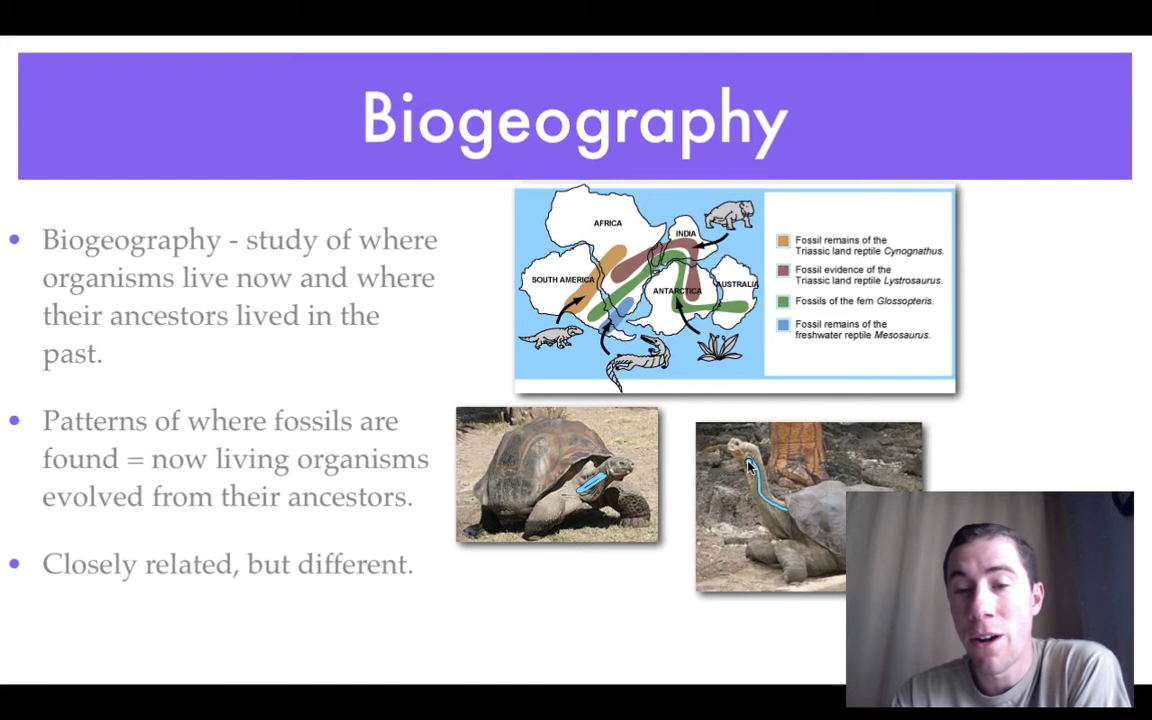 Biogeography
• Biogeography - study of where
organisms live now and where
their ancestors lived in the
past.
• Patterns of where fossils are
found = now living organisms
evolved from their ancestors.
• Closely related, but different.
AFRICA
INDIA
SOUTH AMERICA
ANTARCTICA
AUSTRALIA
Fossil remains of the
Triassic land reptile Cynognathus.
Fossil evidence of the
Triassic land reptile Lystrosaurus.
Fossils of the fern Glossopteris.
Fossil remains of the
freshwater reptile Mesosaurus.